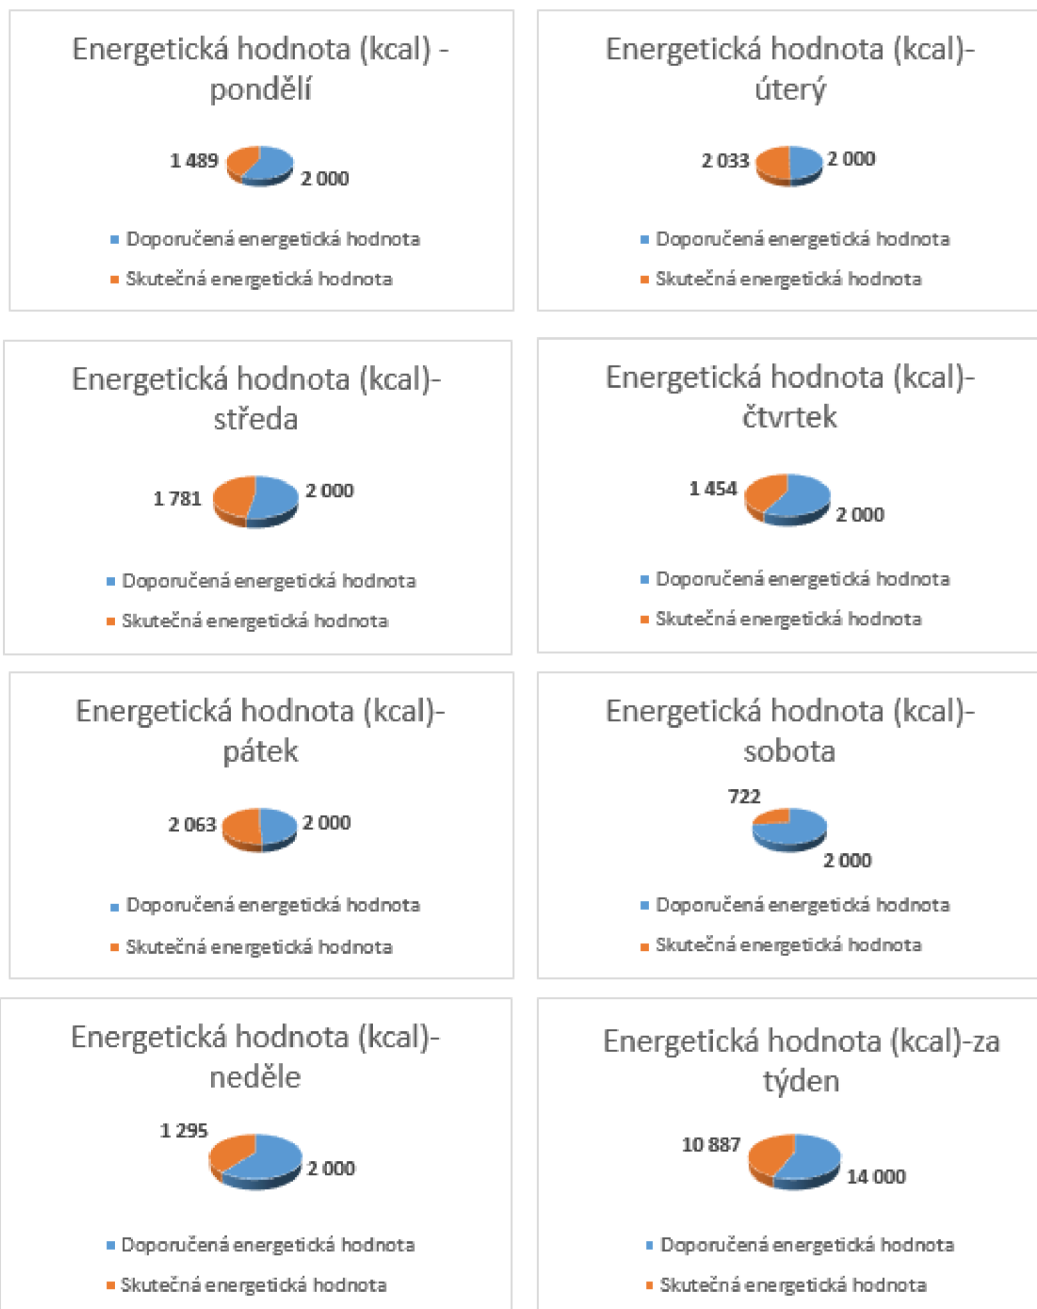 Energetická hodnota (kcal) -
pondělí
1 489
2 000
Doporučená energetická hodnota
Skutečná energetická hodnota
Energetická hodnota (kcal)-
úterý
2 033
2 000
Doporučená energetická hodnota
Skutečná energetická hodnota
Energetická hodnota (kcal)-
středa
1 781
2 000
Doporučená energetická hodnota
Skutečná energetická hodnota
Energetická hodnota (kcal)-
čtvrtek
1 454
2 000
Doporučená energetická hodnota
Skutečná energetická hodnota
Energetická hodnota (kcal)-
pátek
2 063
2 000
Doporučená energetická hodnota
Skutečná energetická hodnota
Energetická hodnota (kcal)-
sobota
722
2 000
Doporučená energetická hodnota
Skutečná energetická hodnota
Energetická hodnota (kcal)-
neděle
1 295
2 000
Doporučená energetická hodnota
Skutečná energetická hodnota
Energetická hodnota (kcal)-za
týden
10 887
14 000
Doporučená energetická hodnota
Skutečná energetická hodnota